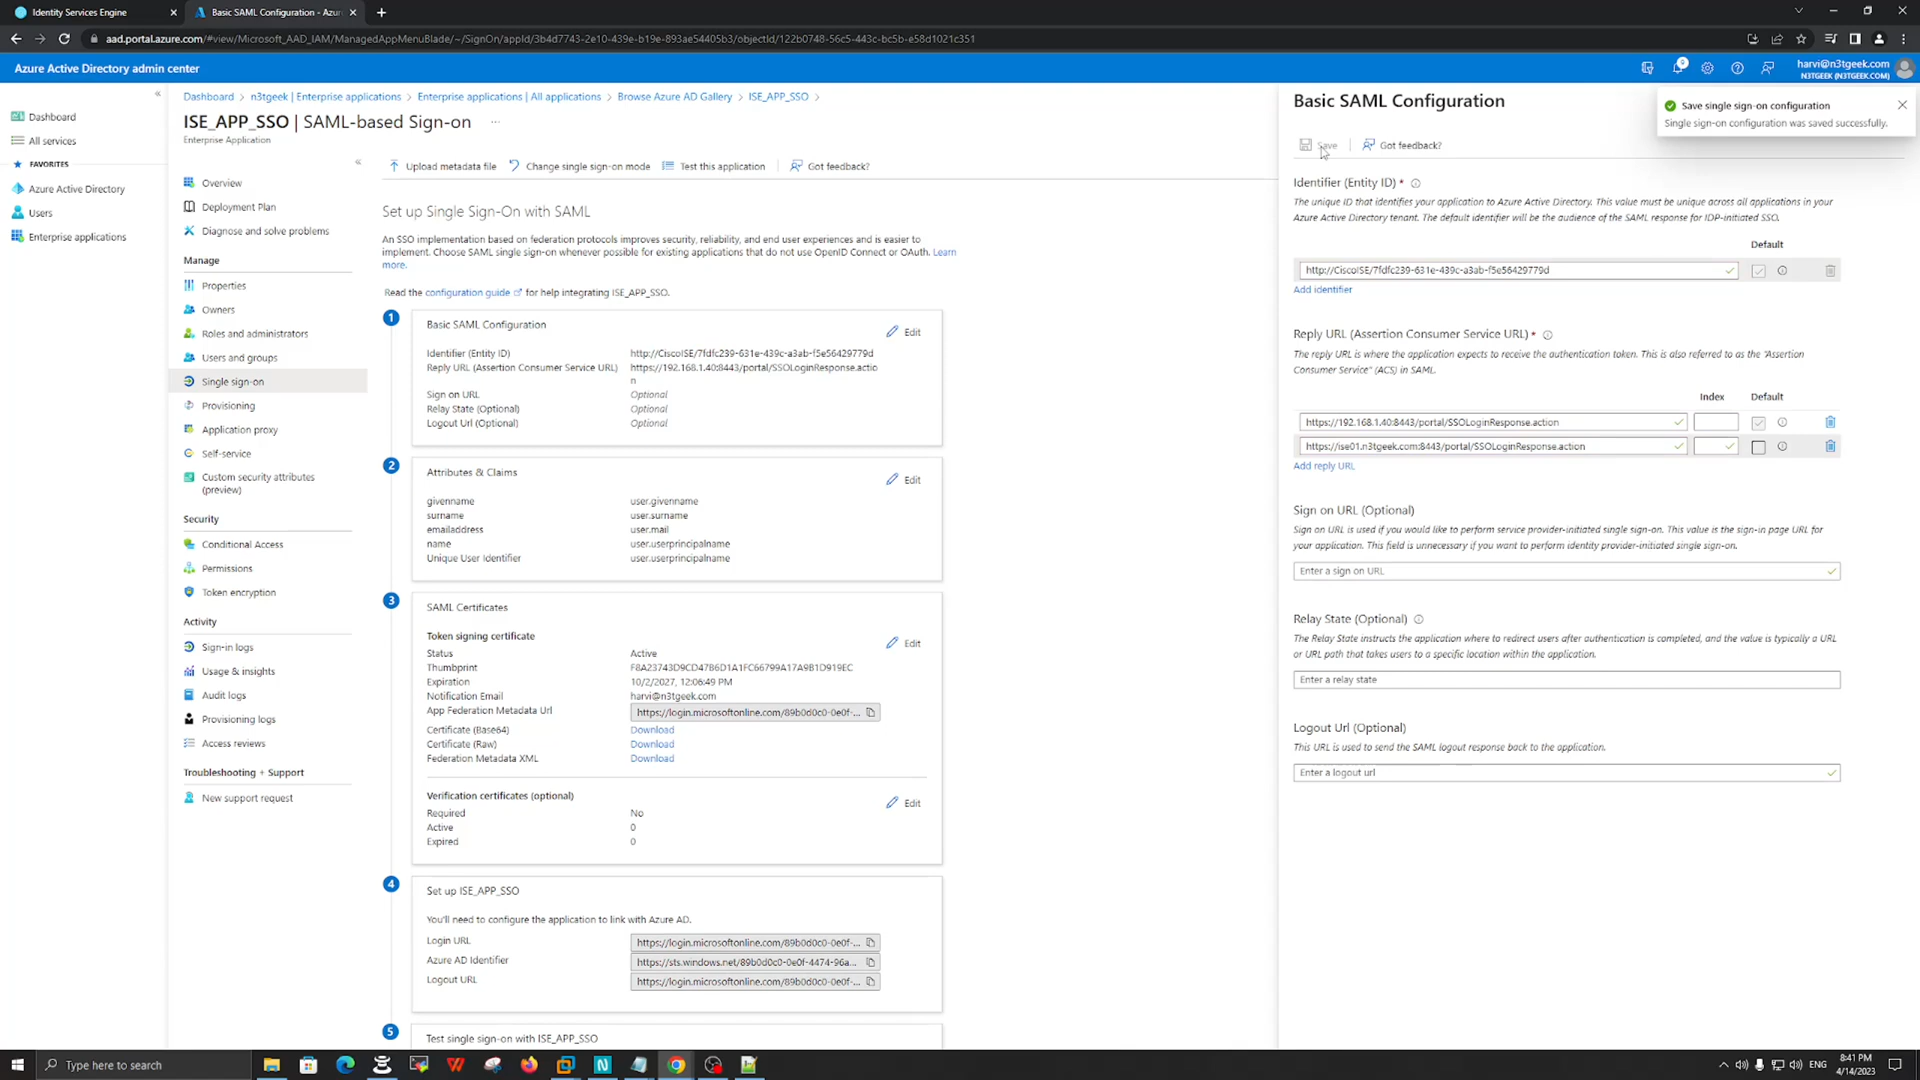 Identity Services Engine
Basic SAML Configuration - Azur
aad.portal.azure.com/#view/Microsoft_AAD_IAM/ManagedAppMenuBlade/~/SignOn/appId/3b4d7743-2e10-439e-b19e-893ae54405b3/objectId/122b0748-56c5-443c-bc5b-e58d1021c351
Azure Active Directory admin center
harvi@n3tgeek.com
N3TGEEK (N3TGEEK.COM)
Dashboard
All services
FAVORITES
Azure Active Directory
Users
Enterprise applications
Dashboard > n3tgeek | Enterprise applications > Enterprise applications | All applications > Browse Azure AD Gallery > ISE_APP_SSO >
ISE_APP_SSO | SAML-based Sign-on ...
Enterprise Application
Overview
Deployment Plan
Diagnose and solve problems
Manage
Properties
Owners
Roles and administrators
Users and groups
Single sign-on
Provisioning
Application proxy
Self-service
Custom security attributes
(preview)
Security
Conditional Access
Permissions
Token encryption
Activity
Sign-in logs
Usage & insights
Audit logs
Provisioning logs
Access reviews
Troubleshooting + Support
New support request
Upload metadata file Change single sign-on mode Test this application Got feedback?
Set up Single Sign-On with SAML
An SSO implementation based on federation protocols improves security, reliability, and end user experiences and is easier to
implement. Choose SAML single sign-on whenever possible for existing applications that do not use OpenID Connect or OAuth. Learn
more.
Read the configuration guide for help integrating ISE_APP_SSO.
1
Basic SAML Configuration
Edit
Identifier (Entity ID) http://CiscoISE/7fdfc239-631e-439c-a3ab-f5e56429779d
Reply URL (Assertion Consumer Service URL) https://192.168.1.40:8443/portal/SSOLoginResponse.actio
n
Sign on URL Optional
Relay State (Optional) Optional
Logout Url (Optional) Optional
2
Attributes & Claims
Edit
givenname user.givenname
surname user.surname
emailaddress user.mail
name user.userprincipalname
Unique User Identifier user.userprincipalname
3
SAML Certificates
Token signing certificate
Edit
Status Active
Thumbprint F8A23743D9CD47B6D1A1FC66799A17A9B1D919EC
Expiration 10/2/2027, 12:06:49 PM
Notification Email harvi@n3tgeek.com
App Federation Metadata Url https://login.microsoftonline.com/89b0d0c0-0e0f-...
Certificate (Base64) Download
Certificate (Raw) Download
Federation Metadata XML Download
Verification certificates (optional)
Edit
Required No
Active 0
Expired 0
4
Set up ISE_APP_SSO
You'll need to configure the application to link with Azure AD.
Login URL https://login.microsoftonline.com/89b0d0c0-0e0f-...
Azure AD Identifier https://sts.windows.net/89b0d0c0-0e0f-4474-96a...
Logout URL https://login.microsoftonline.com/89b0d0c0-0e0f-...
5
Test single sign-on with ISE_APP_SSO
Basic SAML Configuration
Save single sign-on configuration
Single sign-on configuration was saved successfully.
Save Got feedback?
Identifier (Entity ID) *
The unique ID that identifies your application to Azure Active Directory. This value must be unique across all applications in your
Azure Active Directory tenant. The default identifier will be the audience of the SAML response for IDP-initiated SSO.
Default
http://CiscoISE/7fdfc239-631e-439c-a3ab-f5e56429779d
Add identifier
Reply URL (Assertion Consumer Service URL) *
The reply URL is where the application expects to receive the authentication token. This is also referred to as the "Assertion
Consumer Service" (ACS) in SAML.
Index Default
https://192.168.1.40:8443/portal/SSOLoginResponse.action
https://ise01.n3tgeek.com:8443/portal/SSOLoginResponse.action
Add reply URL
Sign on URL (Optional)
Sign on URL is used if you would like to perform service provider-initiated single sign-on. This value is the sign-in page URL for
your application. This field is unnecessary if you want to perform identity provider-initiated single sign-on.
Enter a sign on URL
Relay State (Optional)
The Relay State instructs the application where to redirect users after authentication is completed, and the value is typically a URL
or URL path that takes users to a specific location within the application.
Enter a relay state
Logout Url (Optional)
This URL is used to send the SAML logout response back to the application.
Enter a logout url
Type here to search
ENG
8:41 PM
4/14/2023